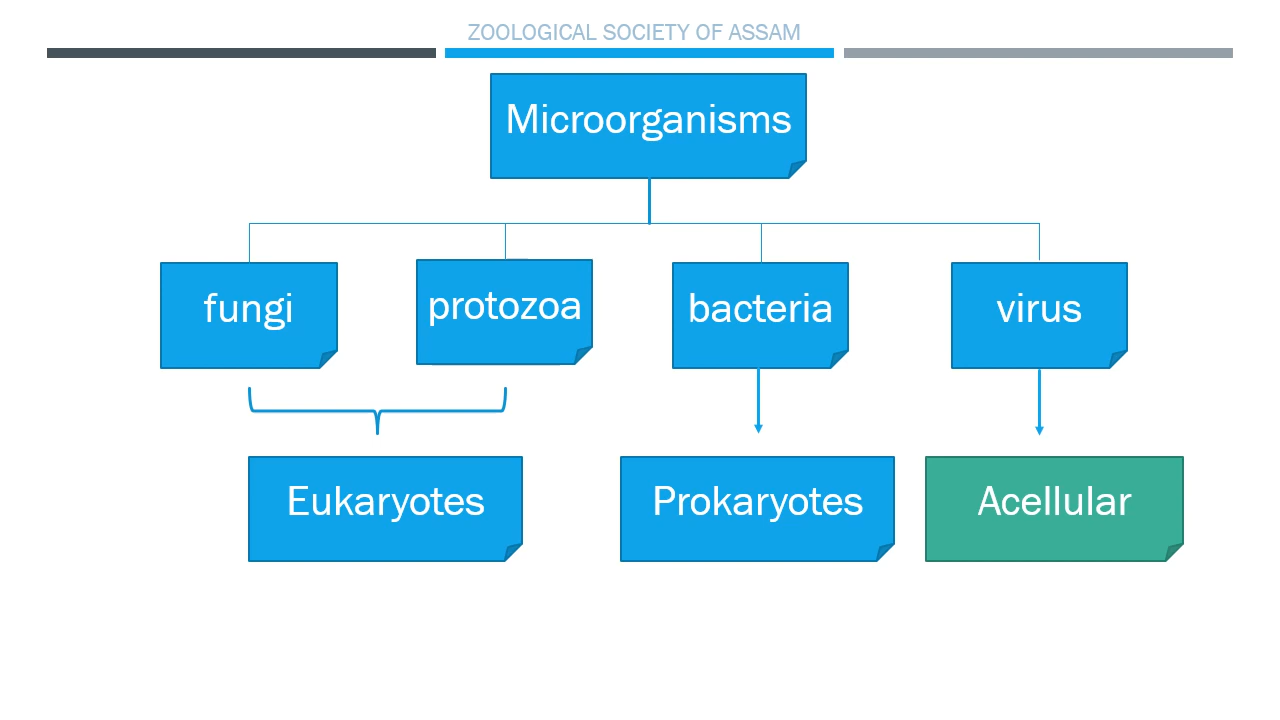 ZOOLOGICAL SOCIETY OF ASSAM
Microorganisms
fungi
protozoa
bacteria
virus
Eukaryotes
Prokaryotes
Acellular